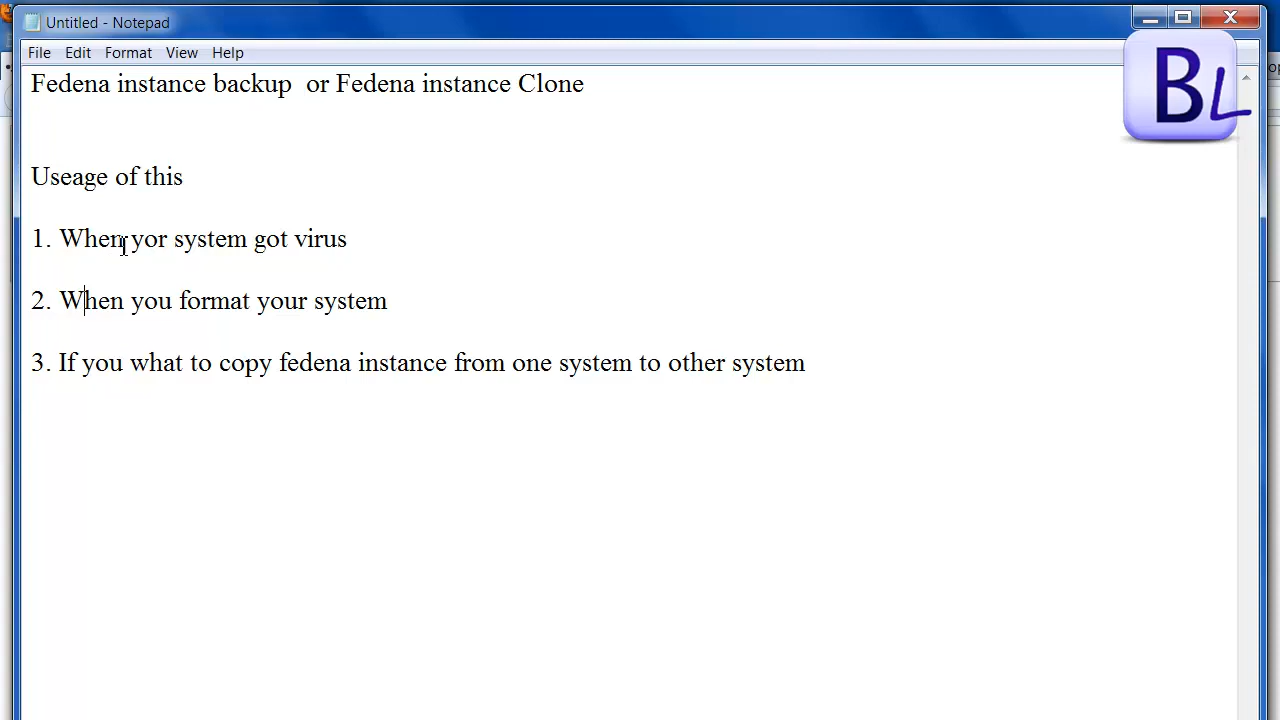 Untitled - Notepad
File Edit Format View Help
Fedena instance backup  or Fedena instance Clone
Useage of this
1. When yor system got virus
2. When you format your system
3. If you what to copy fedena instance from one system to other system
BL